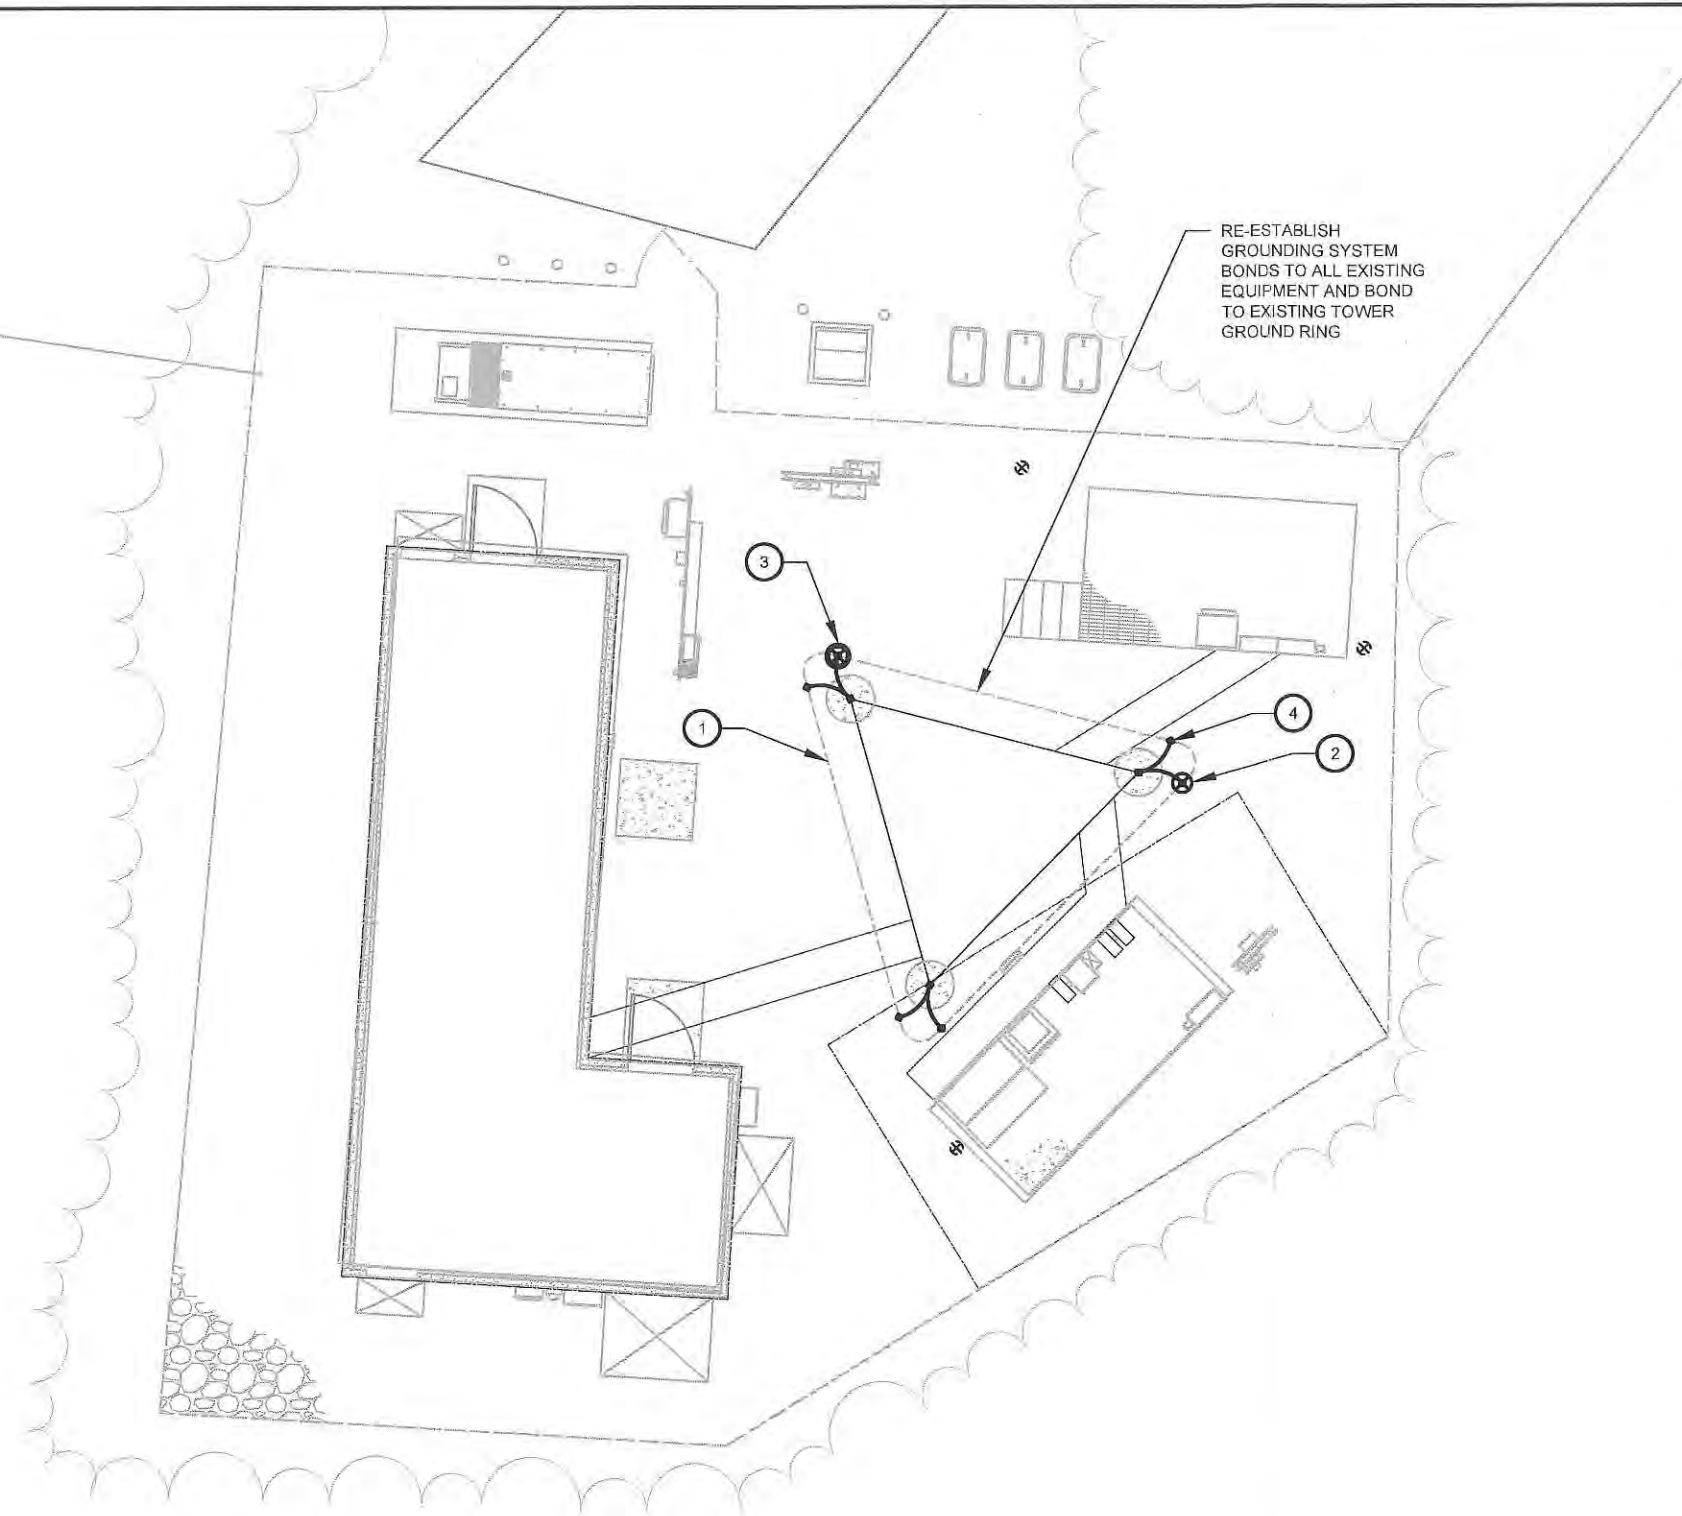 RE-ESTABLISH
GROUNDING SYSTEM
BONDS TO ALL EXISTING
EQUIPMENT AND BOND
TO EXISTING TOWER
GROUND RING
3
1
4
2